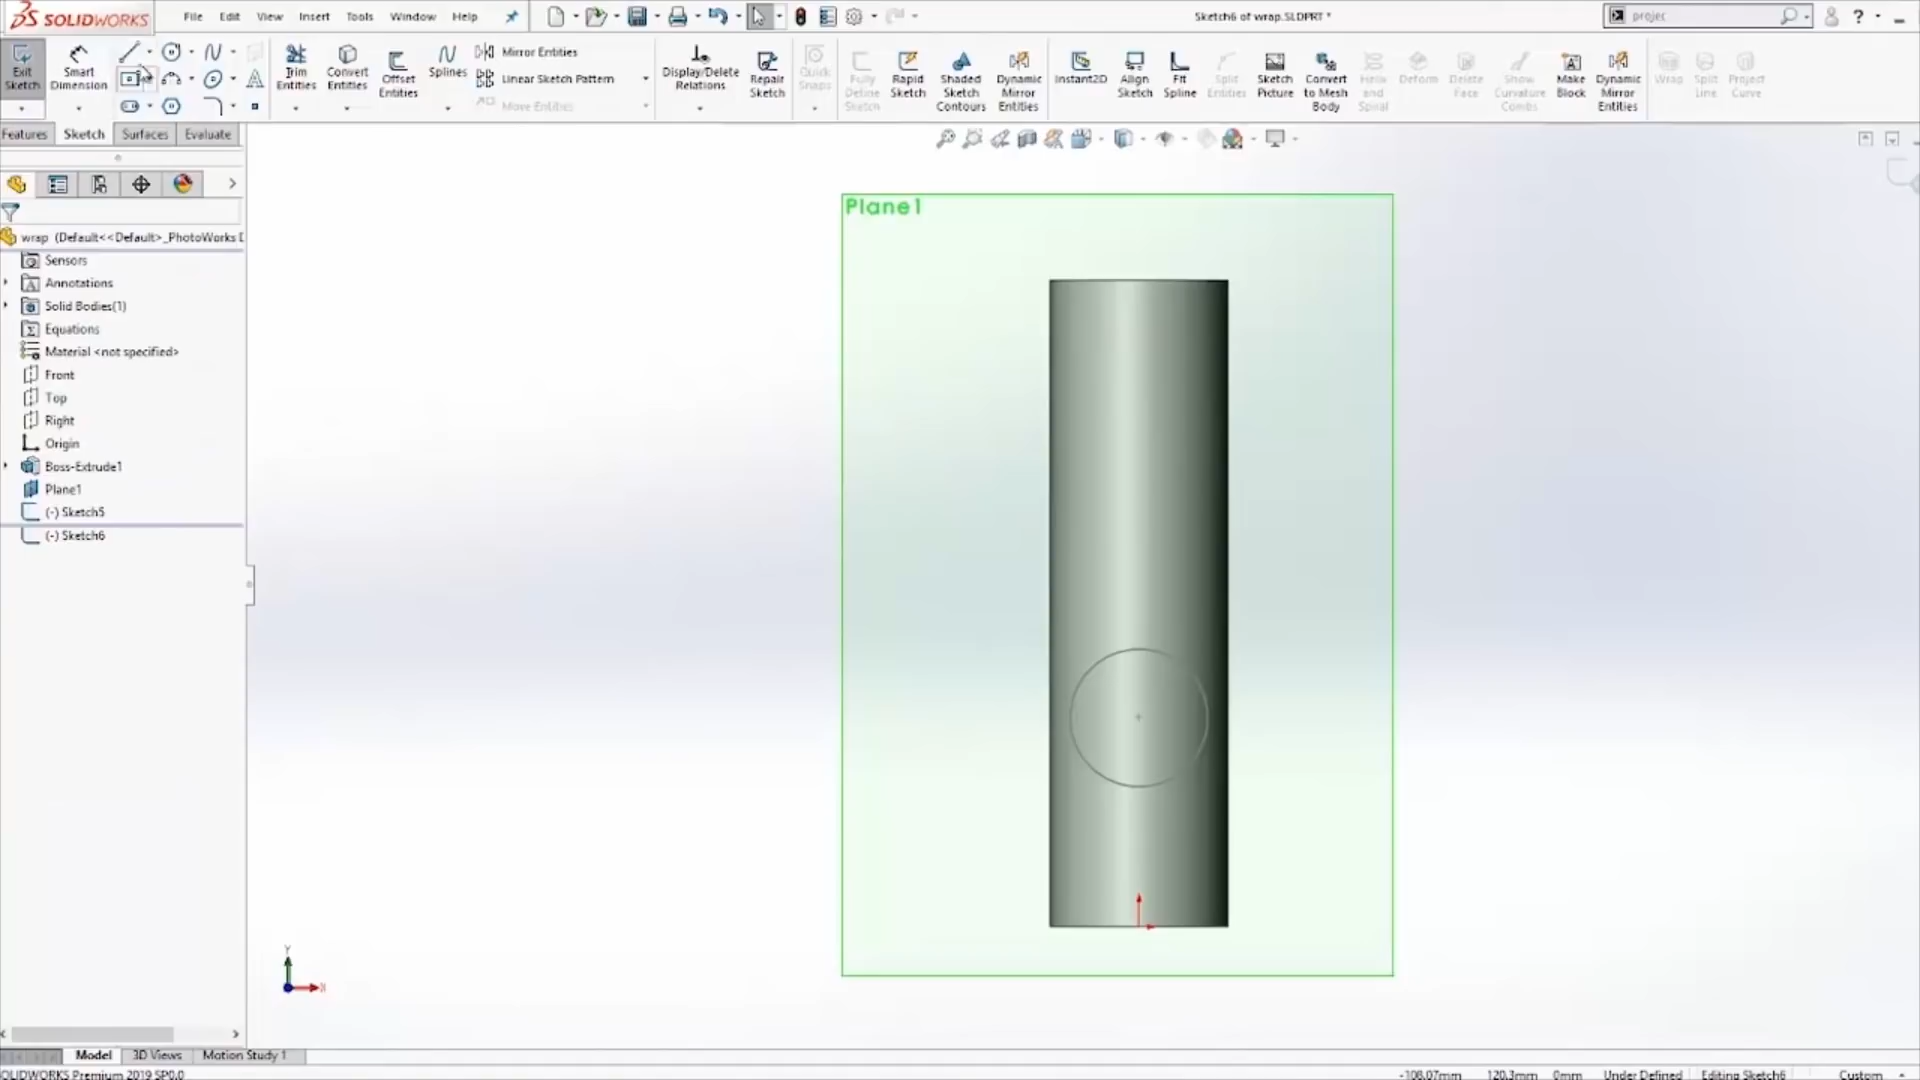 SOLIDWORKS
File Edit View Insert Tools Window Help
Sketch6 of wrap.SLDPRT *
projec
?
Exit Sketch
Smart Dimension
Trim Entities
Convert Entities
Offset Entities
Splines
Mirror Entities
Linear Sketch Pattern
Move Entities
Display/Delete Relations
Repair Sketch
Quick Snaps
Fully Define Sketch
Rapid Sketch
Shaded Sketch Contours
Dynamic Mirror Entities
Instant2D
Align Sketch
Fit Spline
Split Entities
Sketch Picture
Convert to Mesh Body
Helix and Spiral
Deform
Delete Face
Show Curvature Combs
Make Block
Dynamic Mirror Entities
Wrap
Split Line
Project Curve
Features Sketch Surfaces Evaluate
wrap (Default<<Default>_PhotoWorks D
Sensors
Annotations
Solid Bodies(1)
Equations
Material <not specified>
Front
Top
Right
Origin
Boss-Extrude1
Plane1
(-) Sketch5
(-) Sketch6
Plane1
Y
X
Model 3D Views Motion Study 1
OLIDWORKS Premium 2019 SP0.0
-108.07mm 120.3mm 0mm Under Defined Editing Sketch6 Custom